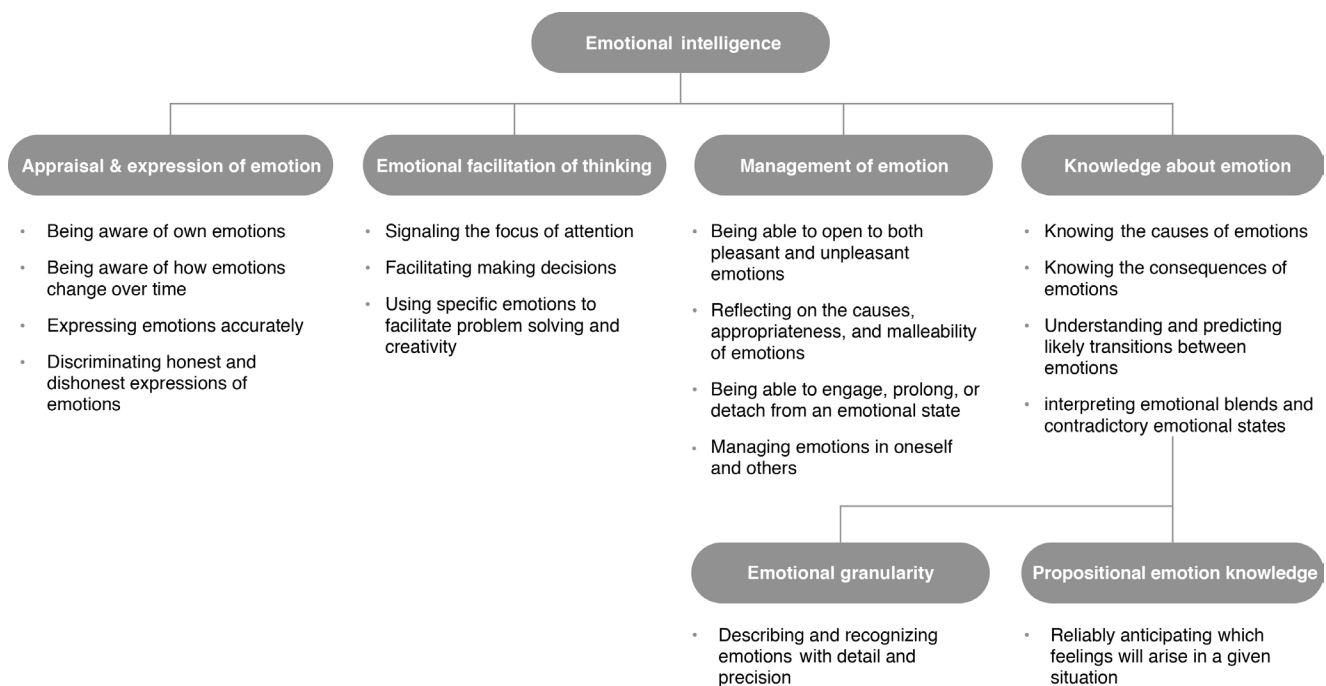 Emotional intelligence
Appraisal & expression of emotion
Being aware of own emotions
Being aware of how emotions
change over time
Expressing emotions accurately
Discriminating honest and
dishonest expressions of
emotions
Emotional facilitation of thinking
Signaling the focus of attention
Facilitating making decisions
Using specific emotions to
facilitate problem solving and
creativity
Management of emotion
Being able to open to both
pleasant and unpleasant
emotions
Reflecting on the causes,
appropriateness, and malleability
of emotions
Being able to engage, prolong, or
detach from an emotional state
Managing emotions in oneself
and others
Knowledge about emotion
Knowing the causes of emotions
Knowing the consequences of
emotions
Understanding and predicting
likely transitions between
emotions
interpreting emotional blends and
contradictory emotional states
Emotional granularity
Describing and recognizing
emotions with detail and
precision
Propositional emotion knowledge
Reliably anticipating which
feelings will arise in a given
situation